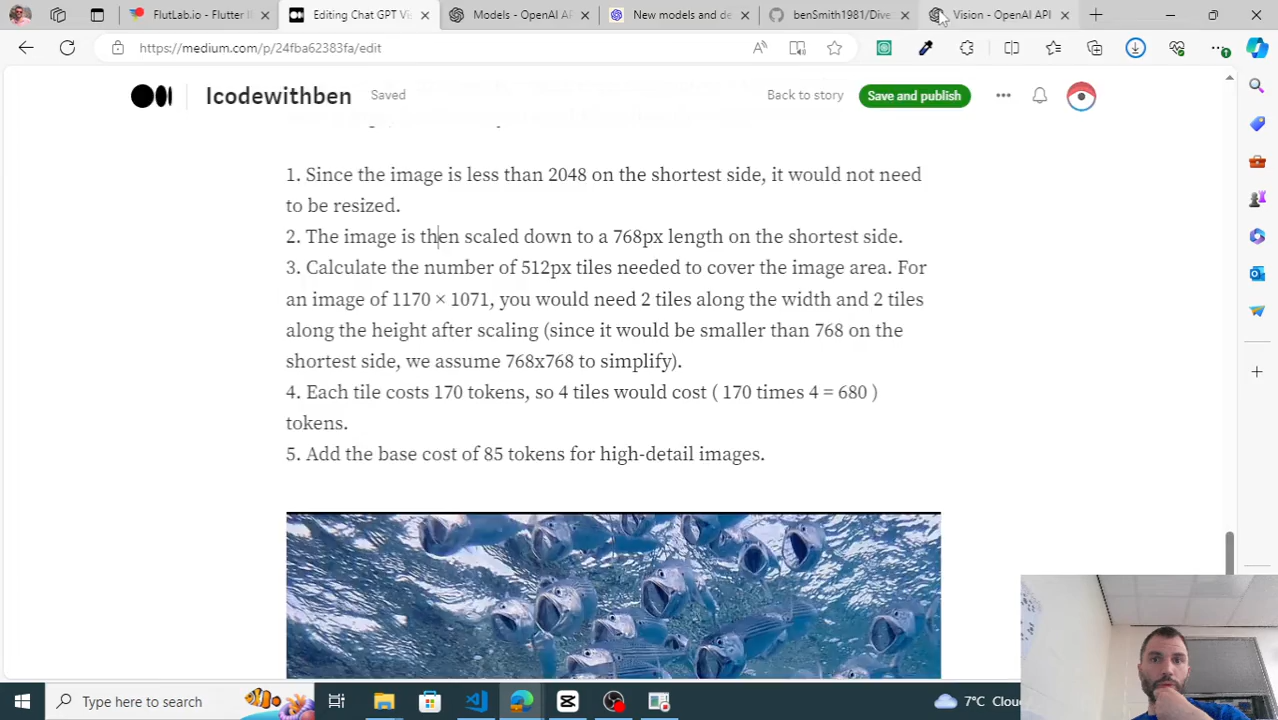 FlutLab.io - Flutter I
Editing Chat GPT Vi
Models - OpenAI AP
New models and de
benSmith1981/Dive
Vision - OpenAI API
https://medium.com/p/24fba62383fa/edit
Icodewithben
Saved
Back to story
Save and publish
1. Since the image is less than 2048 on the shortest side, it would not need
to be resized.
2. The image is then scaled down to a 768px length on the shortest side.
3. Calculate the number of 512px tiles needed to cover the image area. For
an image of 1170 × 1071, you would need 2 tiles along the width and 2 tiles
along the height after scaling (since it would be smaller than 768 on the
shortest side, we assume 768x768 to simplify).
4. Each tile costs 170 tokens, so 4 tiles would cost ( 170 times 4 = 680 )
tokens.
5. Add the base cost of 85 tokens for high-detail images.
Type here to search
7°C Clou